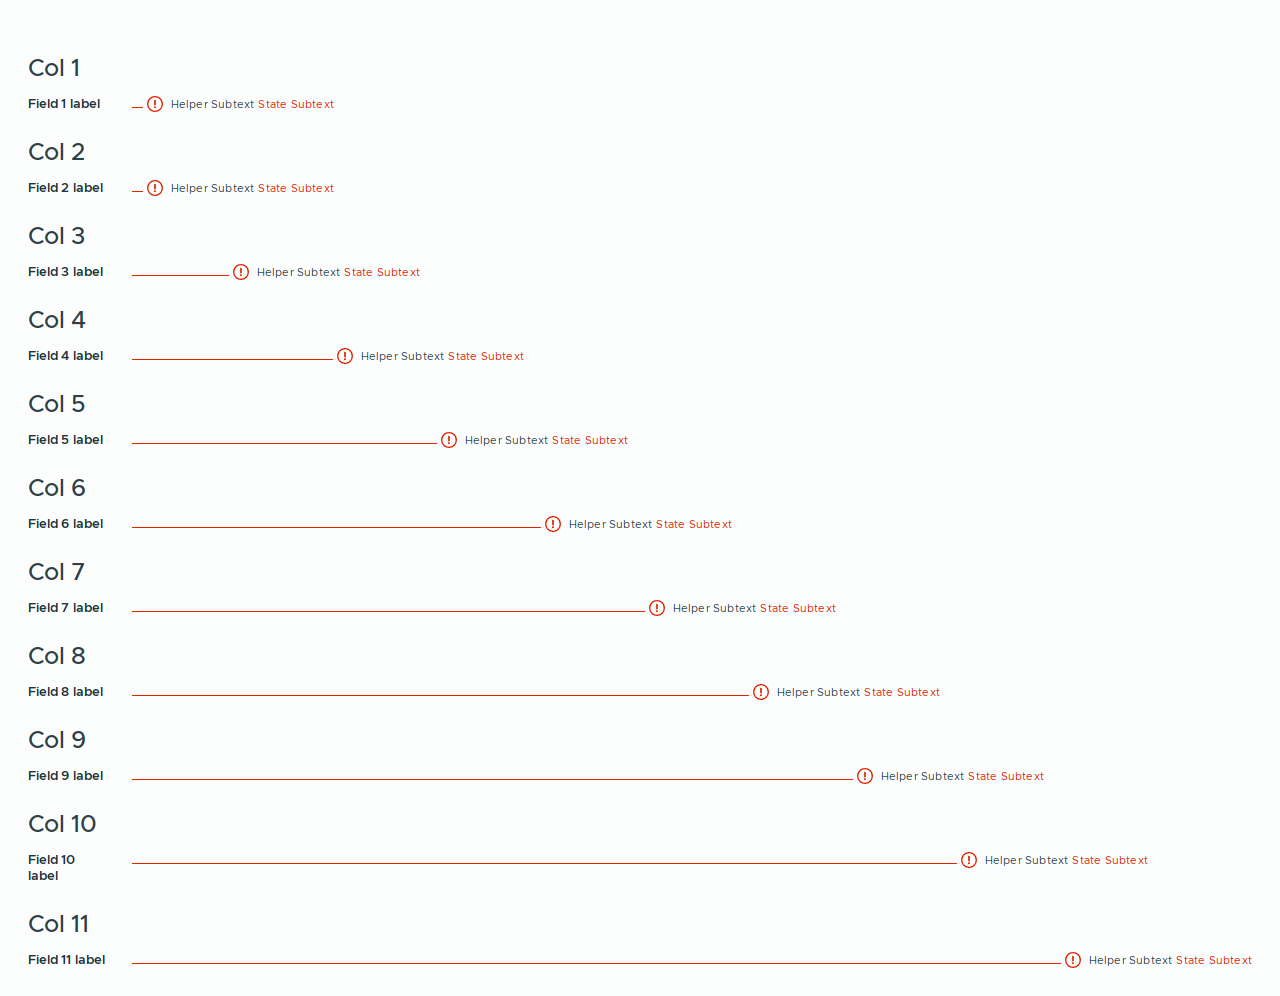 Col 1
Field 1 label Helper Subtext State Subtext
Col 2
Field 2 label Helper Subtext State Subtext
Col 3
Field 3 label Helper Subtext State Subtext
Col 4
Field 4 label Helper Subtext State Subtext
Col 5
Field 5 label Helper Subtext State Subtext
Col 6
Field 6 label Helper Subtext State Subtext
Col 7
Field 7 label Helper Subtext State Subtext
Col 8
Field 8 label Helper Subtext State Subtext
Col 9
Field 9 label Helper Subtext State Subtext
Col 10
Field 10 Helper Subtext State Subtext
label
Col 11
Field 11 label Helper Subtext State Subtext